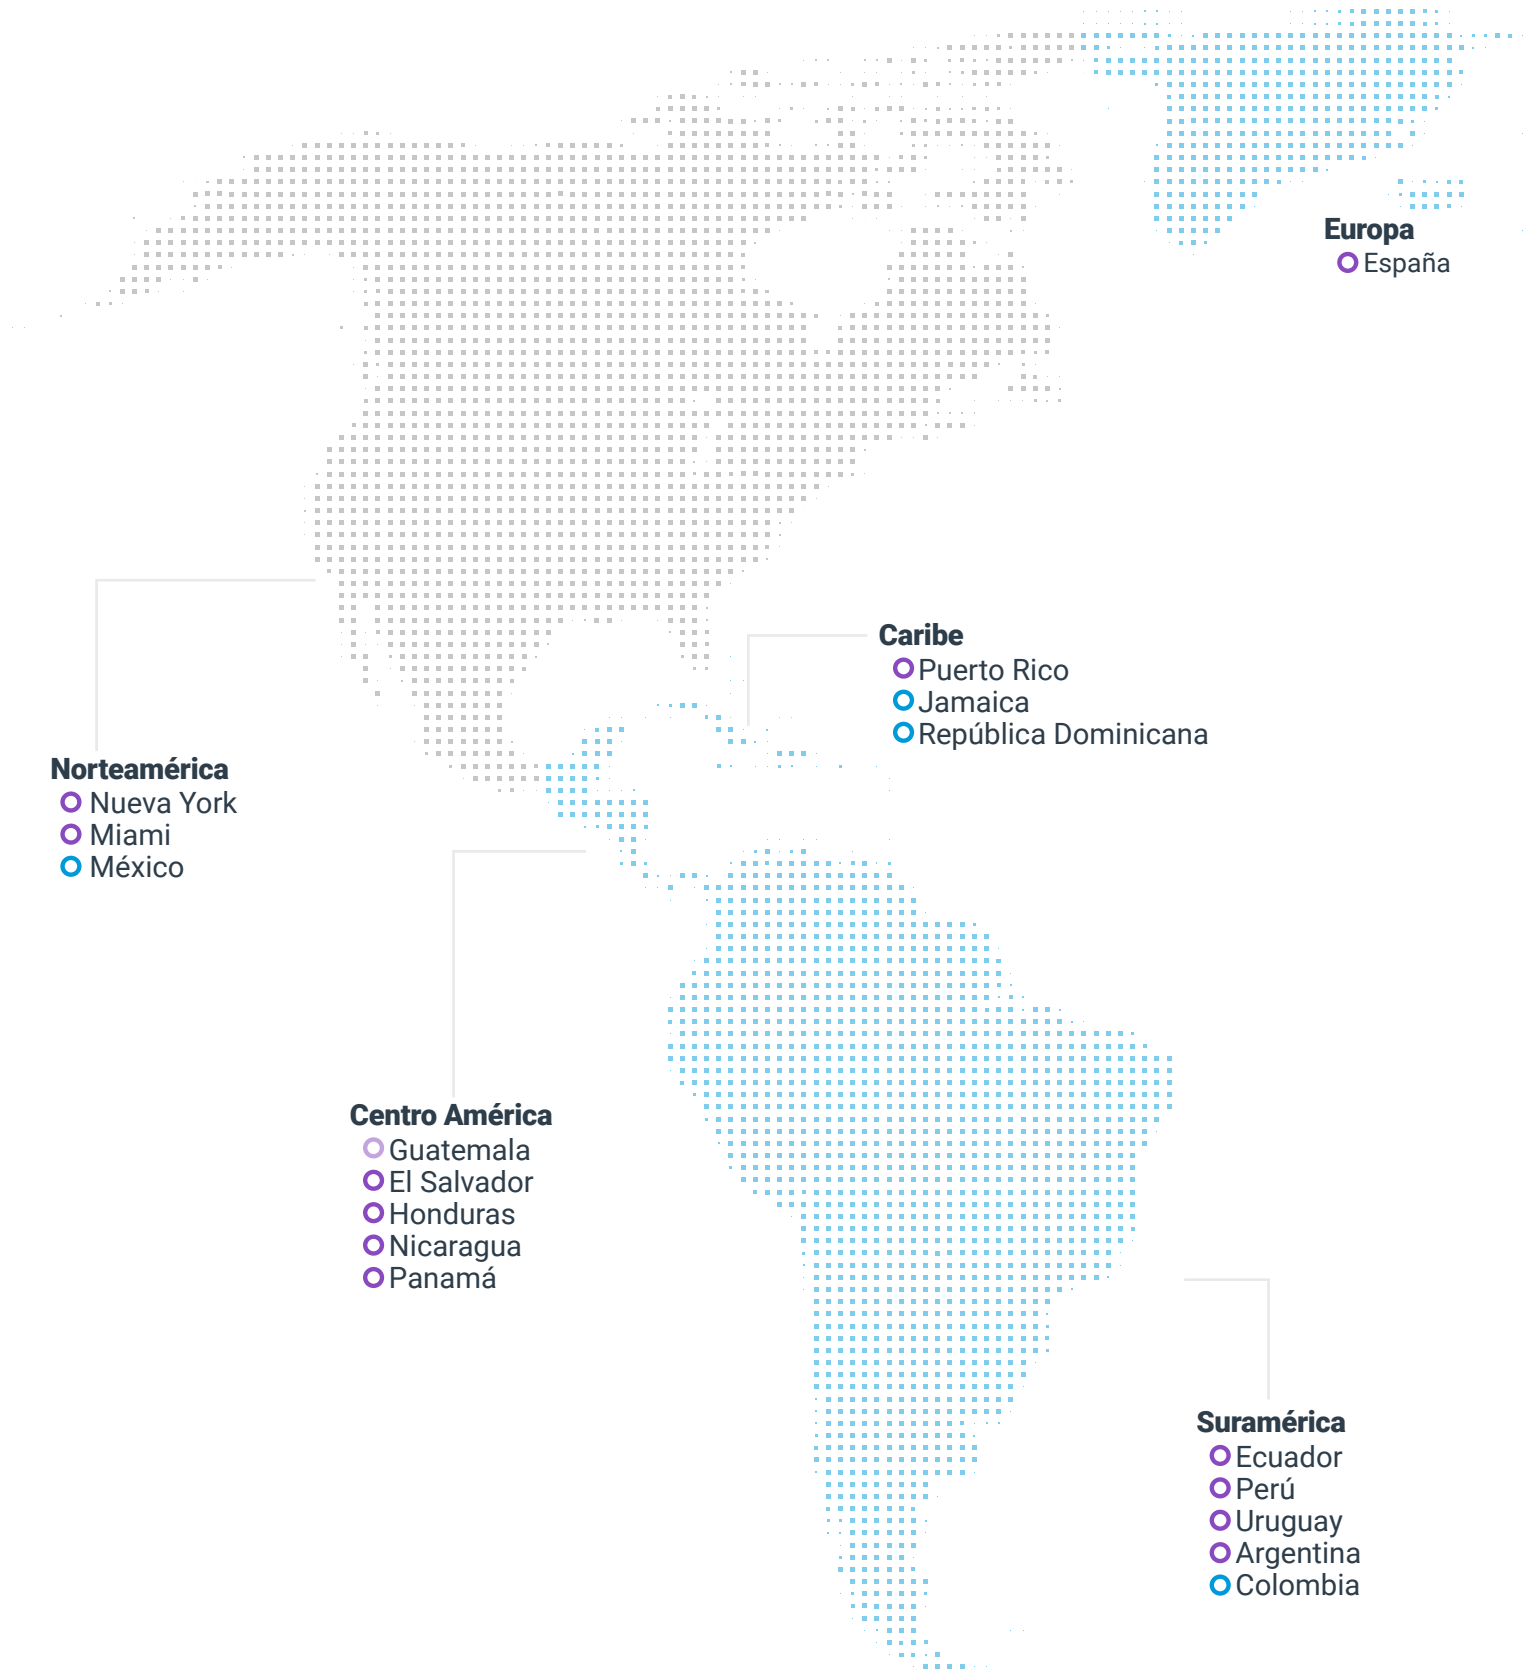 Europa
España
Caribe
Puerto Rico
Jamaica
República Dominicana
Norteamérica
Nueva York
Miami
México
Centro América
Guatemala
El Salvador
Honduras
Nicaragua
Panamá
Suramérica
Ecuador
Perú
Uruguay
Argentina
Colombia